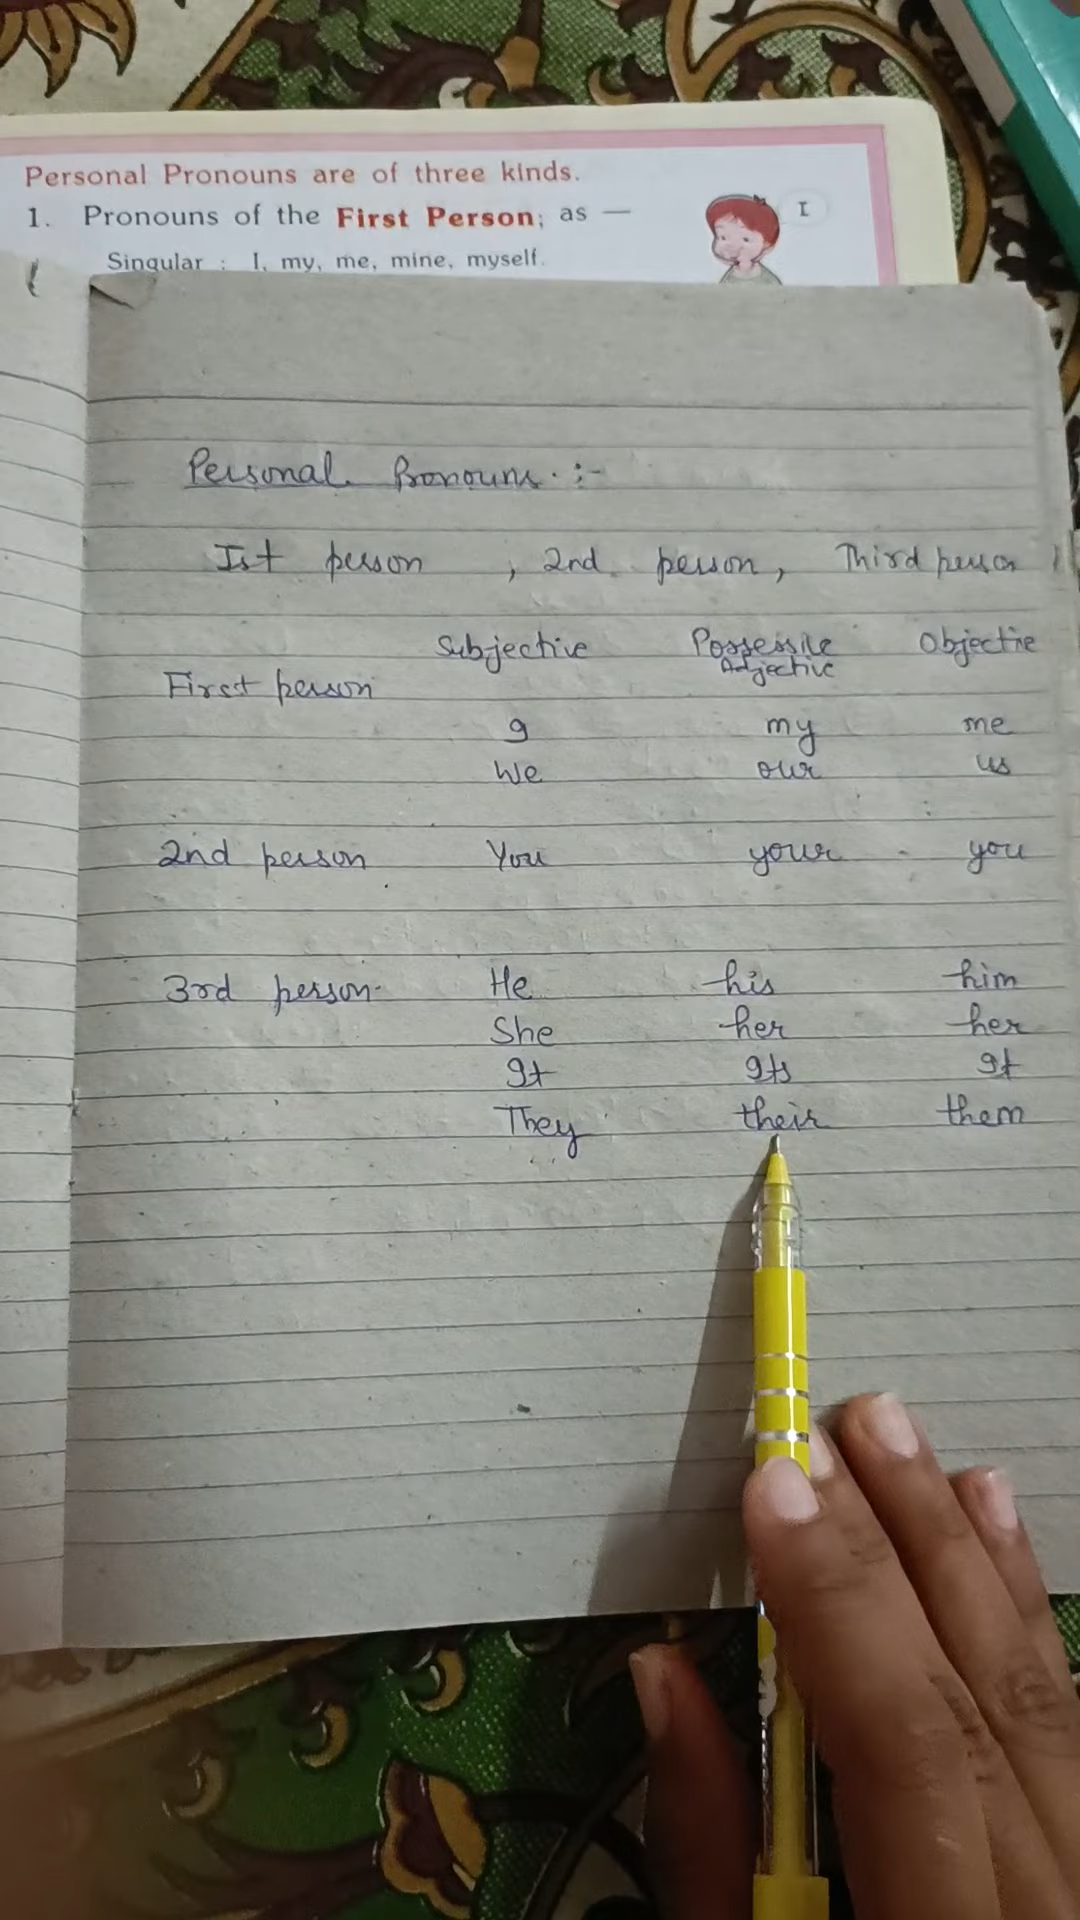 Personal Pronouns are of three kinds.
1. Pronouns of the First Person; as —
I
Singular : I, my, me, mine, myself.
Personal Pronouns :-
Ist person , 2nd person, Third person
Subjective Possessive Objective
Adjective
First person
I my me
We our us
2nd person You your you
3rd person He his him
She her her
It Its It
They their them